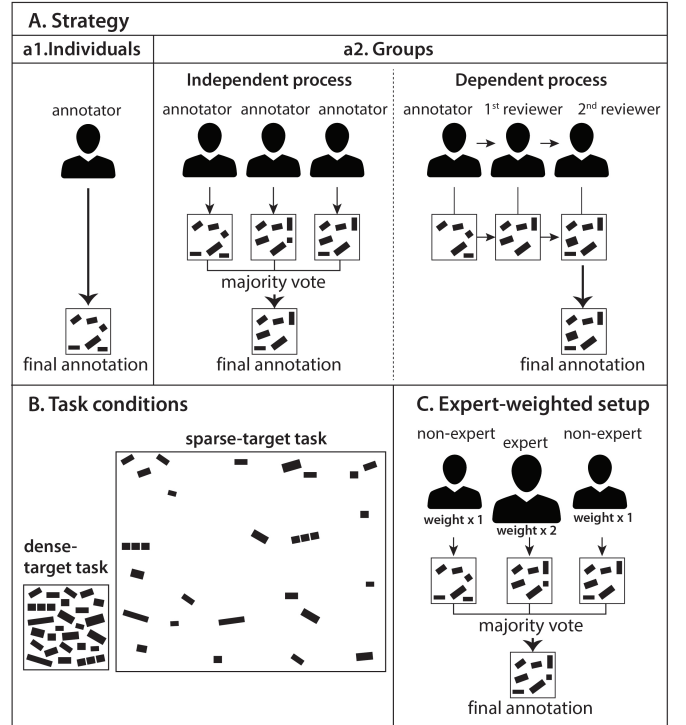 A. Strategy
a1.Individuals
a2. Groups
annotator
final annotation
Independent process
annotator annotator annotator
majority vote
final annotation
Dependent process
annotator 1st reviewer 2nd reviewer
final annotation
B. Task conditions
sparse-target task
dense-
target task
C. Expert-weighted setup
non-expert expert non-expert
weight x 1 weight x 2 weight x 1
majority vote
final annotation